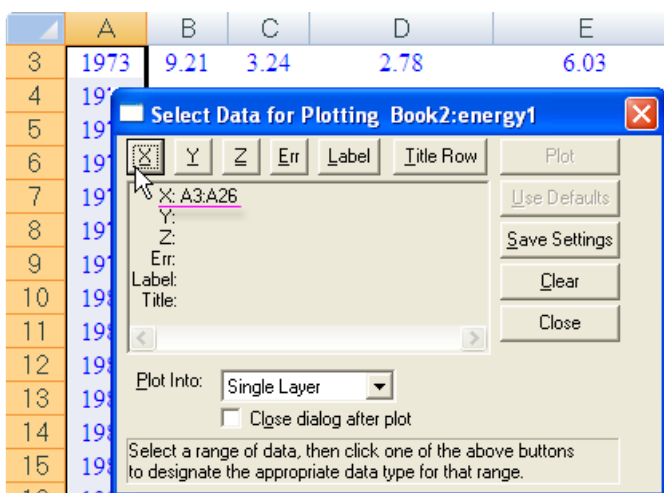 A B C D E
3 1973 9.21 3.24 2.78 6.03
4
5
6
7
8
9
10
11
12
13
14
15
Select Data for Plotting Book2:energy1
X Y Z Err Label Title Row Plot
X: A3:A26
Y:
Z:
Err:
Label:
Title:
Use Defaults
Save Settings
Clear
Close
Plot Into: Single Layer
Close dialog after plot
Select a range of data, then click one of the above buttons
to designate the appropriate data type for that range.